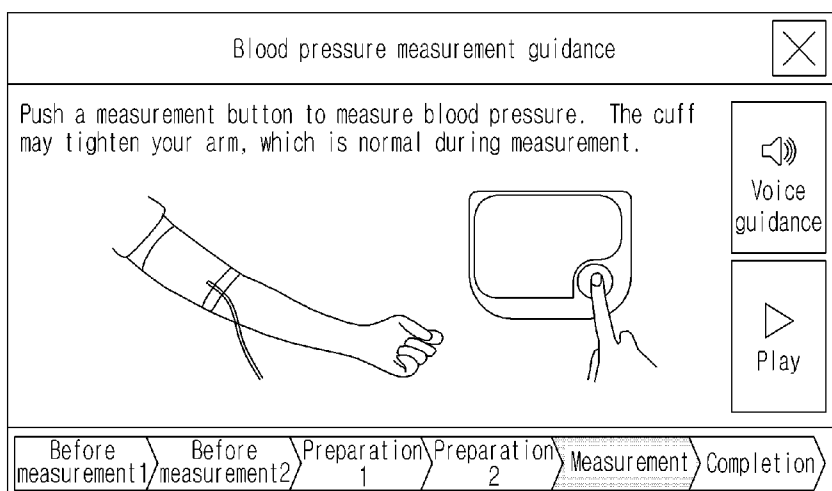 Blood pressure measurement guidance
Push a measurement button to measure blood pressure. The cuff
may tighten your arm, which is normal during measurement.
Voice
guidance
Play
Before
measurement1
Before
measurement2
Preparation
1
Preparation
2
Measurement
Completion